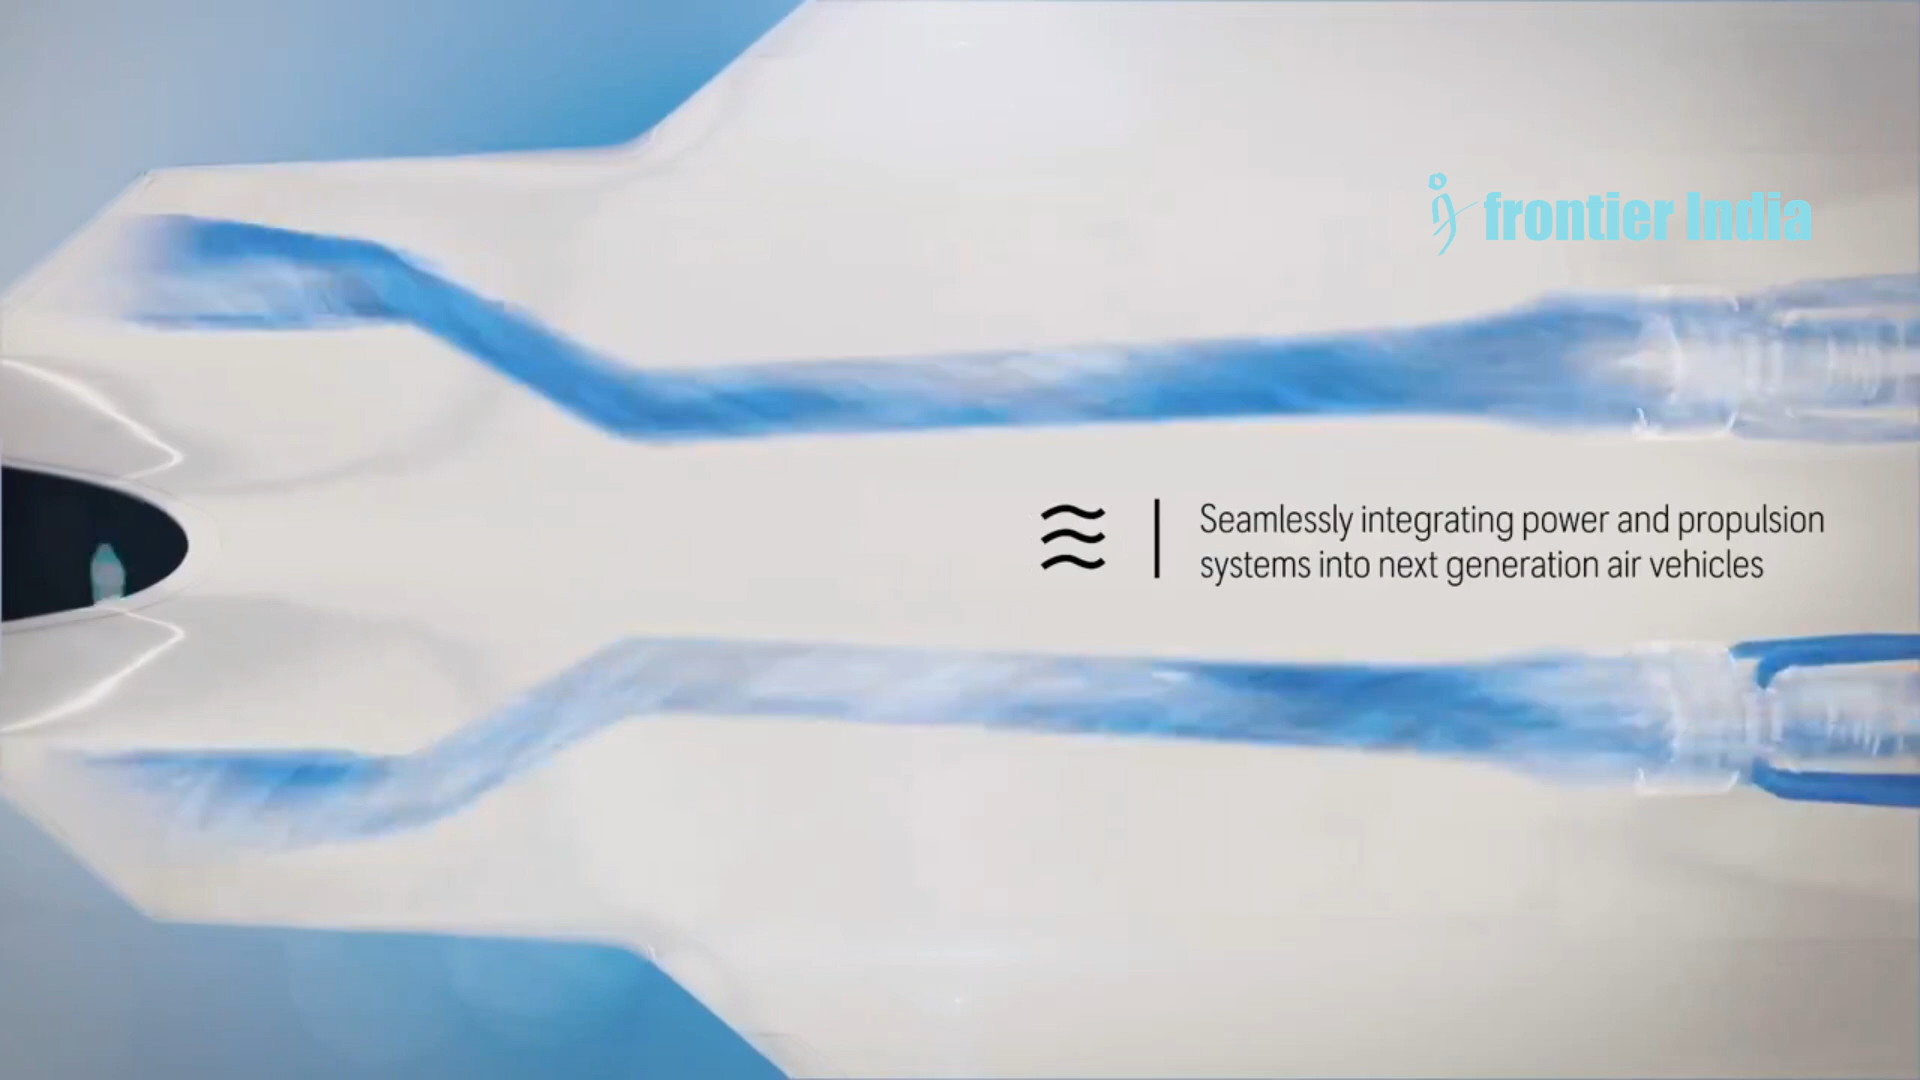 frontier India
Seamlessly integrating power and propulsion
systems into next generation air vehicles